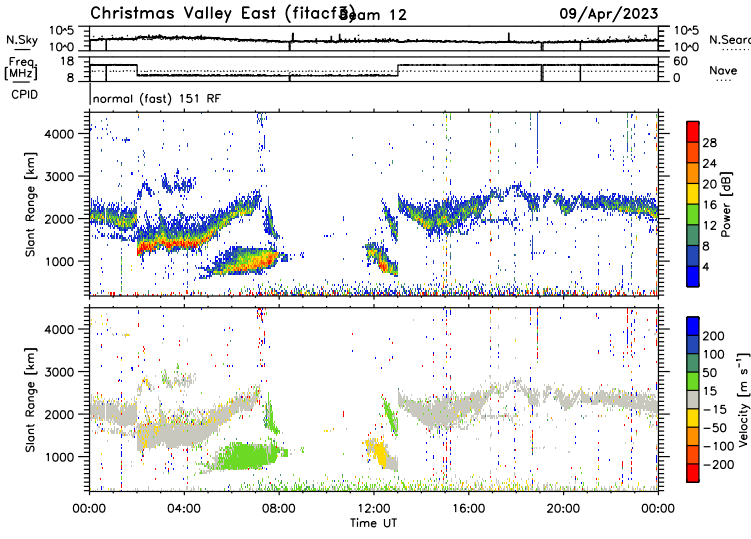 Christmas Valley East (fitacf3) Beam 12 09/Apr/2023
N.Sky 10^5 10^0 10^5 10^0 N.Searc
Freq. [MHz] 18 8 60 0 Nave
CPID normal (fast) 151 RF
Slant Range [km] 4000 3000 2000 1000
28 24 20 16 12 8 4 Power [dB]
Slant Range [km] 4000 3000 2000 1000
200 100 50 15 -15 -50 -100 -200 Velocity [m s^-1]
00:00 04:00 08:00 12:00 16:00 20:00 00:00
Time UT